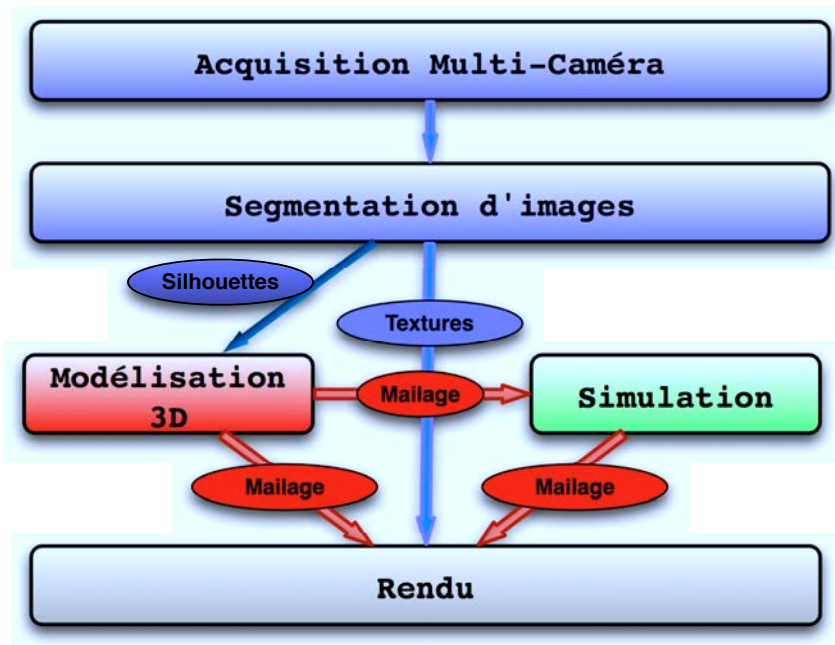 Acquisition Multi-Caméra
Segmentation d'images
Silhouettes
Textures
Modélisation
3D
Mailage
Simulation
Mailage
Mailage
Rendu